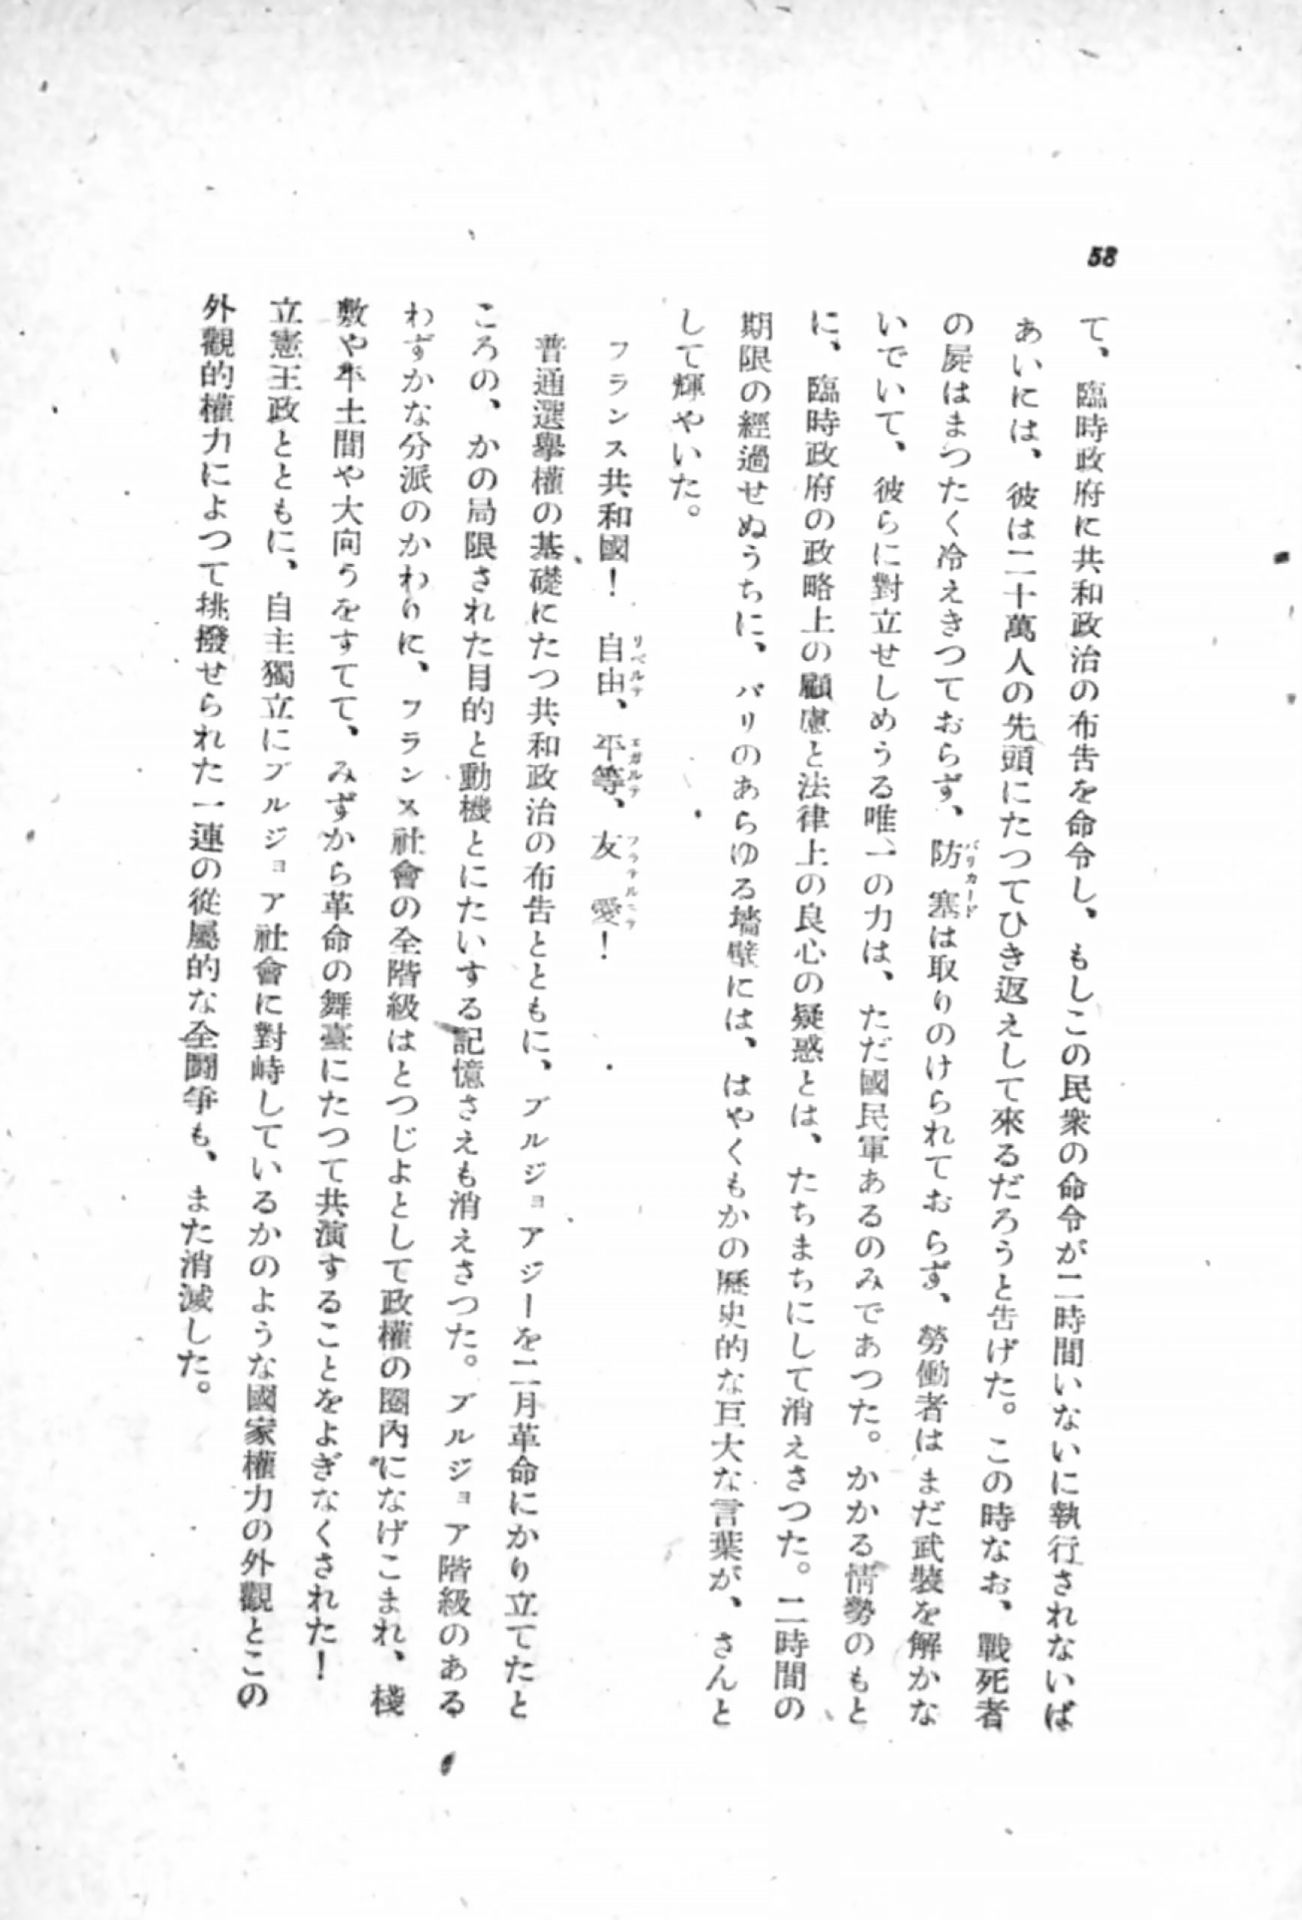 58
て、臨時政府に共和政治の布告を命令し、もしこの民衆の命令が二時間いないに執行されないば
あいには、彼は二十萬人の先頭にたつてひき返えして來るだろうと告げた。この時なお、戰死者
の屍はまつたく冷えきつておらず、防塞は取りのけられておらず、勞働者はまだ武裝を解かな
バリカード
いでいて、彼らに對立せしめうる唯一の力は、ただ國民軍あるのみであつた。かかる情勢のもと
に、臨時政府の政略上の顧慮と法律上の良心の疑惑とは、たちまちにして消えさつた。二時間の
期限の經過せぬうちに、パリのあらゆる墻壁には、はやくもかの歷史的な巨大な言葉が、さんと
して輝やいた。
フランス共和國！　自由、平等、友愛！
リベルテ　エガルテ　フラテルニテ
普通選擧權の基礎にたつ共和政治の布告とともに、ブルジョアジーを二月革命にかり立てたと
ころの、かの局限された目的と動機とにたいする記憶さえも消えさつた。ブルジョア階級のある
わずかな分派のかわりに、フランス社會の全階級はとつじよとして政權の圈內になげこまれ、棧
敷や平土間や大向うをすてて、みずから革命の舞臺にたつて共演することをよぎなくされた！
立憲王政とともに、自主獨立にブルジョア社會に對峙しているかのような國家權力の外觀とこの
外觀的權力によつて挑撥せられた一連の從屬的な全鬪爭も、また消滅した。